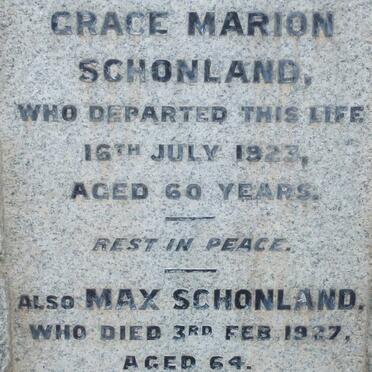 GRACE MARION
SCHONLAND,
WHO DEPARTED THIS LIFE
16TH JULY 1923,
AGED 60 YEARS.
REST IN PEACE.
ALSO MAX SCHONLAND,
WHO DIED 3RD FEB 1927,
AGED 64.